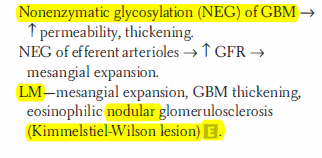 Nonenzymatic glycosylation (NEG) of GBM →
↑ permeability, thickening.
NEG of efferent arterioles → ↑ GFR →
mesangial expansion.
LM—mesangial expansion, GBM thickening,
eosinophilic nodular glomerulosclerosis
(Kimmelstiel-Wilson lesion) E.